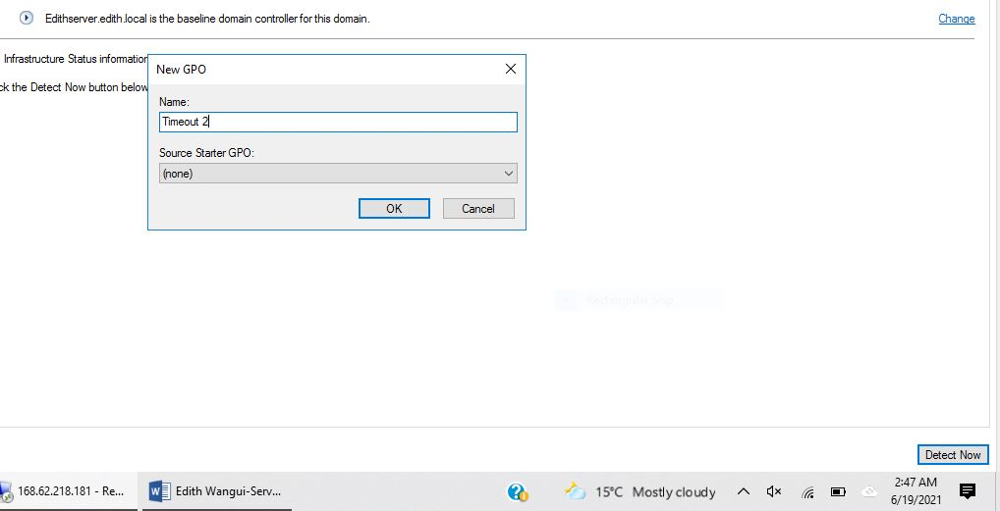 Edithserver.edith.local is the baseline domain controller for this domain.
Change
Infrastructure Status information
ck the Detect Now button below
New GPO
Name:
Timeout 2
Source Starter GPO:
(none)
OK
Cancel
Rectangular Snip
Detect Now
168.62.218.181 - Re...
Edith Wangui-Serv...
15°C Mostly cloudy
2:47 AM
6/19/2021